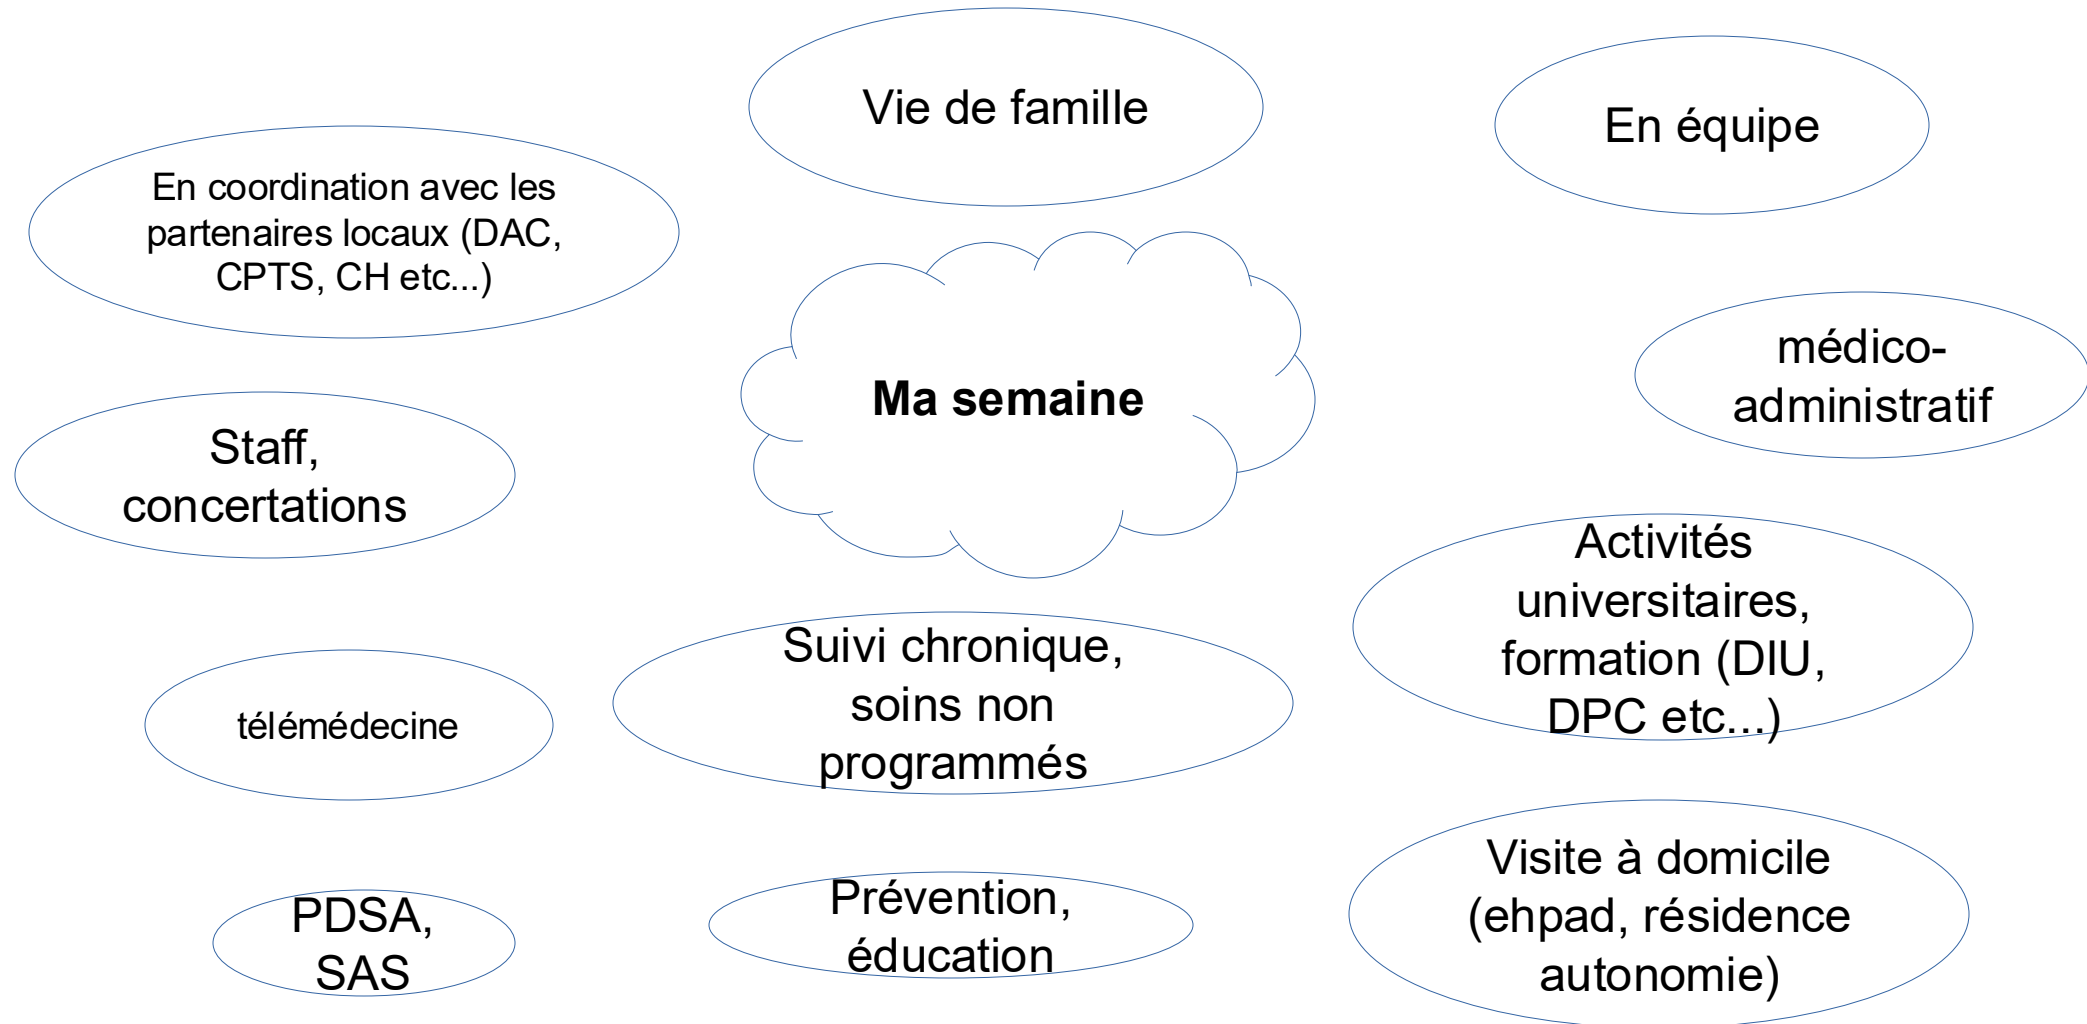 Vie de famille
En équipe
En coordination avec les
partenaires locaux (DAC,
CPTS, CH etc...)
médico-
administratif
Ma semaine
Staff,
concertations
Activités
universitaires,
formation (DIU,
DPC etc...)
Suivi chronique,
soins non
programmés
télémédecine
Visite à domicile
(ehpad, résidence
autonomie)
Prévention,
éducation
PDSA,
SAS